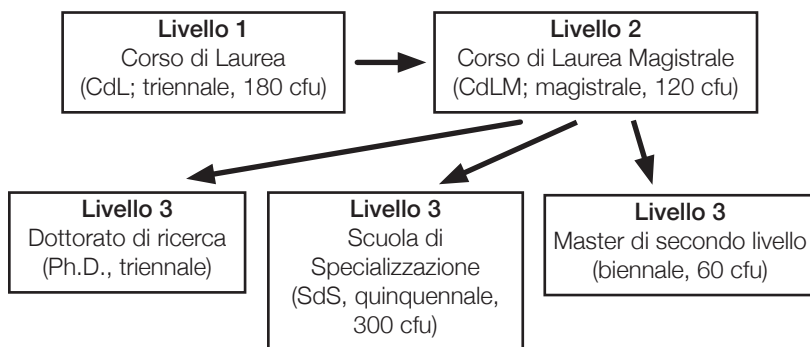 Livello 1
Corso di Laurea
(CdL; triennale, 180 cfu)
Livello 2
Corso di Laurea Magistrale
(CdLM; magistrale, 120 cfu)
Livello 3
Dottorato di ricerca
(Ph.D., triennale)
Livello 3
Scuola di
Specializzazione
(SdS, quinquennale,
300 cfu)
Livello 3
Master di secondo livello
(biennale, 60 cfu)